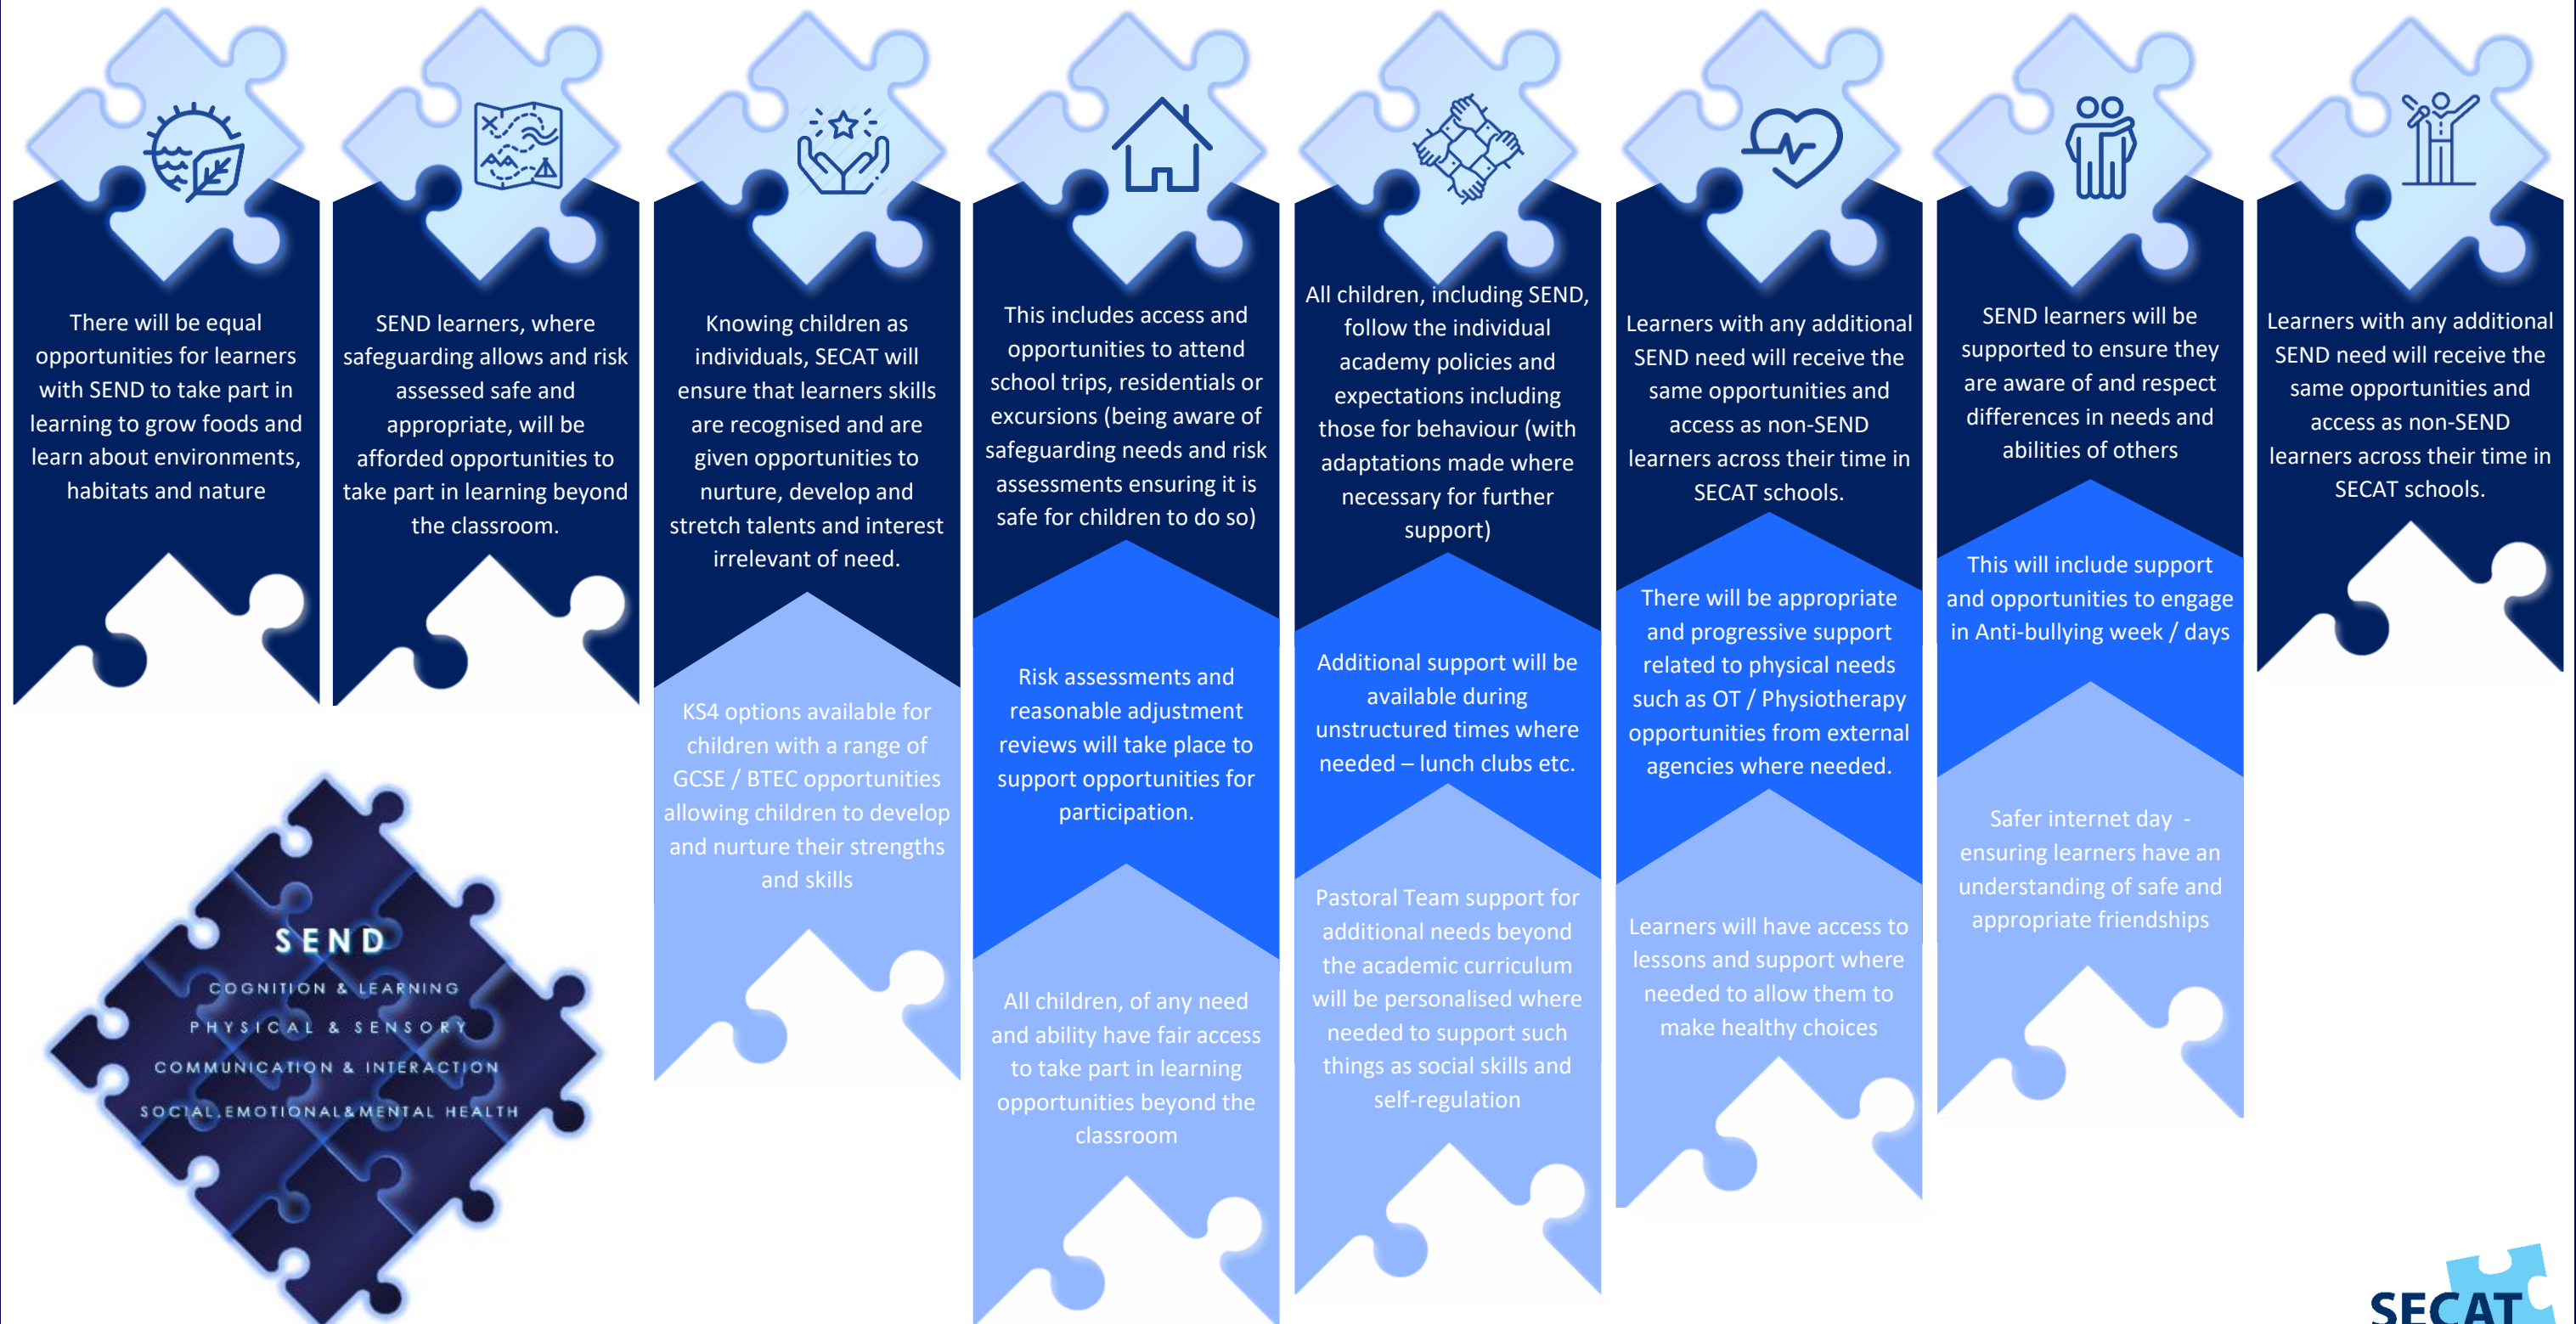 There will be equal
opportunities for learners
with SEND to take part in
learning to grow foods and
learn about environments,
habitats and nature
SEND learners, where
safeguarding allows and risk
assessed safe and
appropriate, will be
afforded opportunities to
take part in learning beyond
the classroom.
Knowing children as
individuals, SECAT will
ensure that learners skills
are recognised and are
given opportunities to
nurture, develop and
stretch talents and interest
irrelevant of need.
KS4 options available for
children with a range of
GCSE / BTEC opportunities
allowing children to develop
and nurture their strengths
and skills
This includes access and
opportunities to attend
school trips, residentials or
excursions (being aware of
safeguarding needs and risk
assessments ensuring it is
safe for children to do so)
Risk assessments and
reasonable adjustment
reviews will take place to
support opportunities for
participation.
All children, of any need
and ability have fair access
to take part in learning
opportunities beyond the
classroom
All children, including SEND,
follow the individual
academy policies and
expectations including
those for behaviour (with
adaptations made where
necessary for further
support)
Additional support will be
available during
unstructured times where
needed – lunch clubs etc.
Pastoral Team support for
additional needs beyond
the academic curriculum
will be personalised where
needed to support such
things as social skills and
self-regulation
Learners with any additional
SEND need will receive the
same opportunities and
access as non-SEND
learners across their time in
SECAT schools.
There will be appropriate
and progressive support
related to physical needs
such as OT / Physiotherapy
opportunities from external
agencies where needed.
Learners will have access to
lessons and support where
needed to allow them to
make healthy choices
SEND learners will be
supported to ensure they
are aware of and respect
differences in needs and
abilities of others
This will include support
and opportunities to engage
in Anti-bullying week / days
Safer internet day -
ensuring learners have an
understanding of safe and
appropriate friendships
Learners with any additional
SEND need will receive the
same opportunities and
access as non-SEND
learners across their time in
SECAT schools.
SEND
COGNITION & LEARNING
PHYSICAL & SENSORY
COMMUNICATION & INTERACTION
SOCIAL,EMOTIONAL&MENTAL HEALTH
SECAT